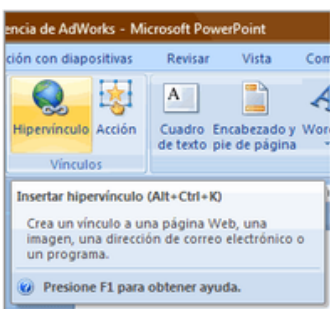 encia de AdWorks - Microsoft PowerPoint
ción con diapositivas Revisar Vista Com
Hipervínculo Acción
A
Cuadro de texto
Encabezado y pie de página
Wor
Vínculos
Insertar hipervínculo (Alt+Ctrl+K)
Crea un vínculo a una página Web, una
imagen, una dirección de correo electrónico o
un programa.
Presione F1 para obtener ayuda.